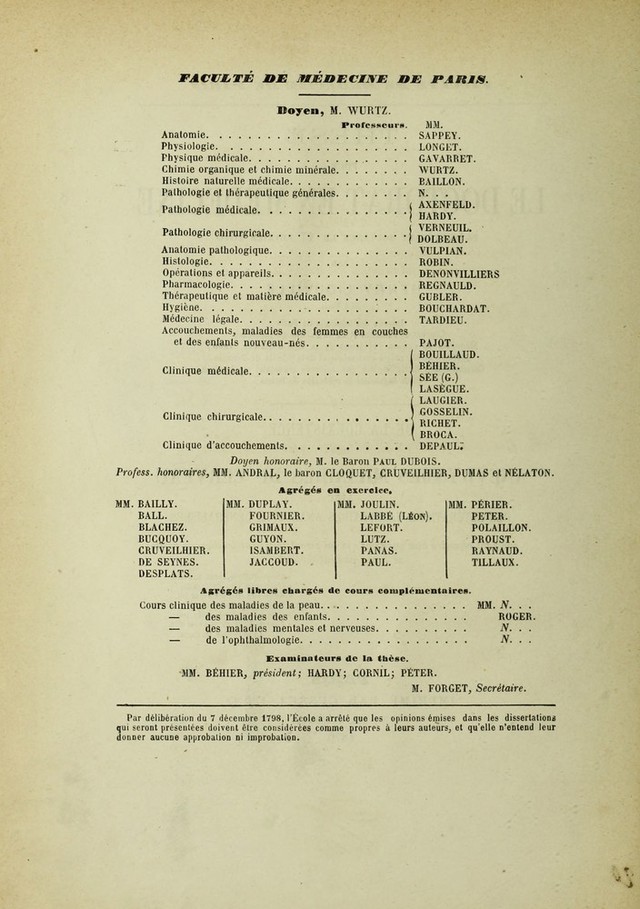 FACULTÉ DE MÉDECINE DE PARIS.
Doyen, M. WURTZ.
Professeurs. MM.
Anatomie. . . . . . . . . . . . . . . . . . . SAPPEY.
Physiologie. . . . . . . . . . . . . . . . . . LONGET.
Physique médicale. . . . . . . . . . . . . . . GAVARRET.
Chimie organique et chimie minérale. . . . . . . . WURTZ.
Histoire naturelle médicale. . . . . . . . . . . . BAILLON.
Pathologie et thérapeutique générales. . . . . . . . N. . .
Pathologie médicale. . . . . . . . . . . . . . { AXENFELD.
HARDY.
Pathologie chirurgicale. . . . . . . . . . . . . { VERNEUIL.
DOLBEAU.
Anatomie pathologique. . . . . . . . . . . . . VULPIAN.
Histologie. . . . . . . . . . . . . . . . . . ROBIN.
Opérations et appareils. . . . . . . . . . . . . DENONVILLIERS
Pharmacologie. . . . . . . . . . . . . . . . REGNAULD.
Thérapeutique et matière médicale. . . . . . . . . GUBLER.
Hygiène. . . . . . . . . . . . . . . . . . . BOUCHARDAT.
Médecine légale. . . . . . . . . . . . . . . . TARDIEU.
Accouchements, maladies des femmes en couches
et des enfants nouveau-nés. . . . . . . . . . . PAJOT.
Clinique médicale. . . . . . . . . . . . . . . { BOUILLAUD.
BÉHIER.
SÉE (G.)
LASÈGUE.
Clinique chirurgicale. . . . . . . . . . . . . . { LAUGIER.
GOSSELIN.
RICHET.
BROCA.
Clinique d'accouchements. . . . . . . . . . . . DEPAUL.
Doyen honoraire, M. le Baron PAUL DUBOIS.
Profess. honoraires, MM. ANDRAL, le baron CLOQUET, CRUVEILHIER, DUMAS et NÉLATON.
Agrégés en exercice.
MM. BAILLY. MM. DUPLAY. MM. JOULIN. MM. PÉRIER.
BALL. FOURNIER. LABBÉ (LÉON). PETER.
BLACHEZ. GRIMAUX. LEFORT. POLAILLON.
BUCQUOY. GUYON. LUTZ. PROUST.
CRUVEILHIER. ISAMBERT. PANAS. RAYNAUD.
DE SEYNES. JACCOUD. PAUL. TILLAUX.
DESPLATS.
Agrégés libres chargés de cours complémentaires.
Cours clinique des maladies de la peau. . . . . . . . . . . . . . . MM. N. . .
— des maladies des enfants. . . . . . . . . . . . . . . ROGER.
— des maladies mentales et nerveuses. . . . . . . . . . N. . .
— de l'ophthalmologie. . . . . . . . . . . . . . . . . N. . .
Examinateurs de la thèse.
MM. BÉHIER, président; HARDY; CORNIL; PÉTER.
M. FORGET, Secrétaire.
Par délibération du 7 décembre 1798, l'École a arrêté que les opinions émises dans les dissertations
qui seront présentées doivent être considérées comme propres à leurs auteurs, et qu'elle n'entend leur
donner aucune approbation ni improbation.